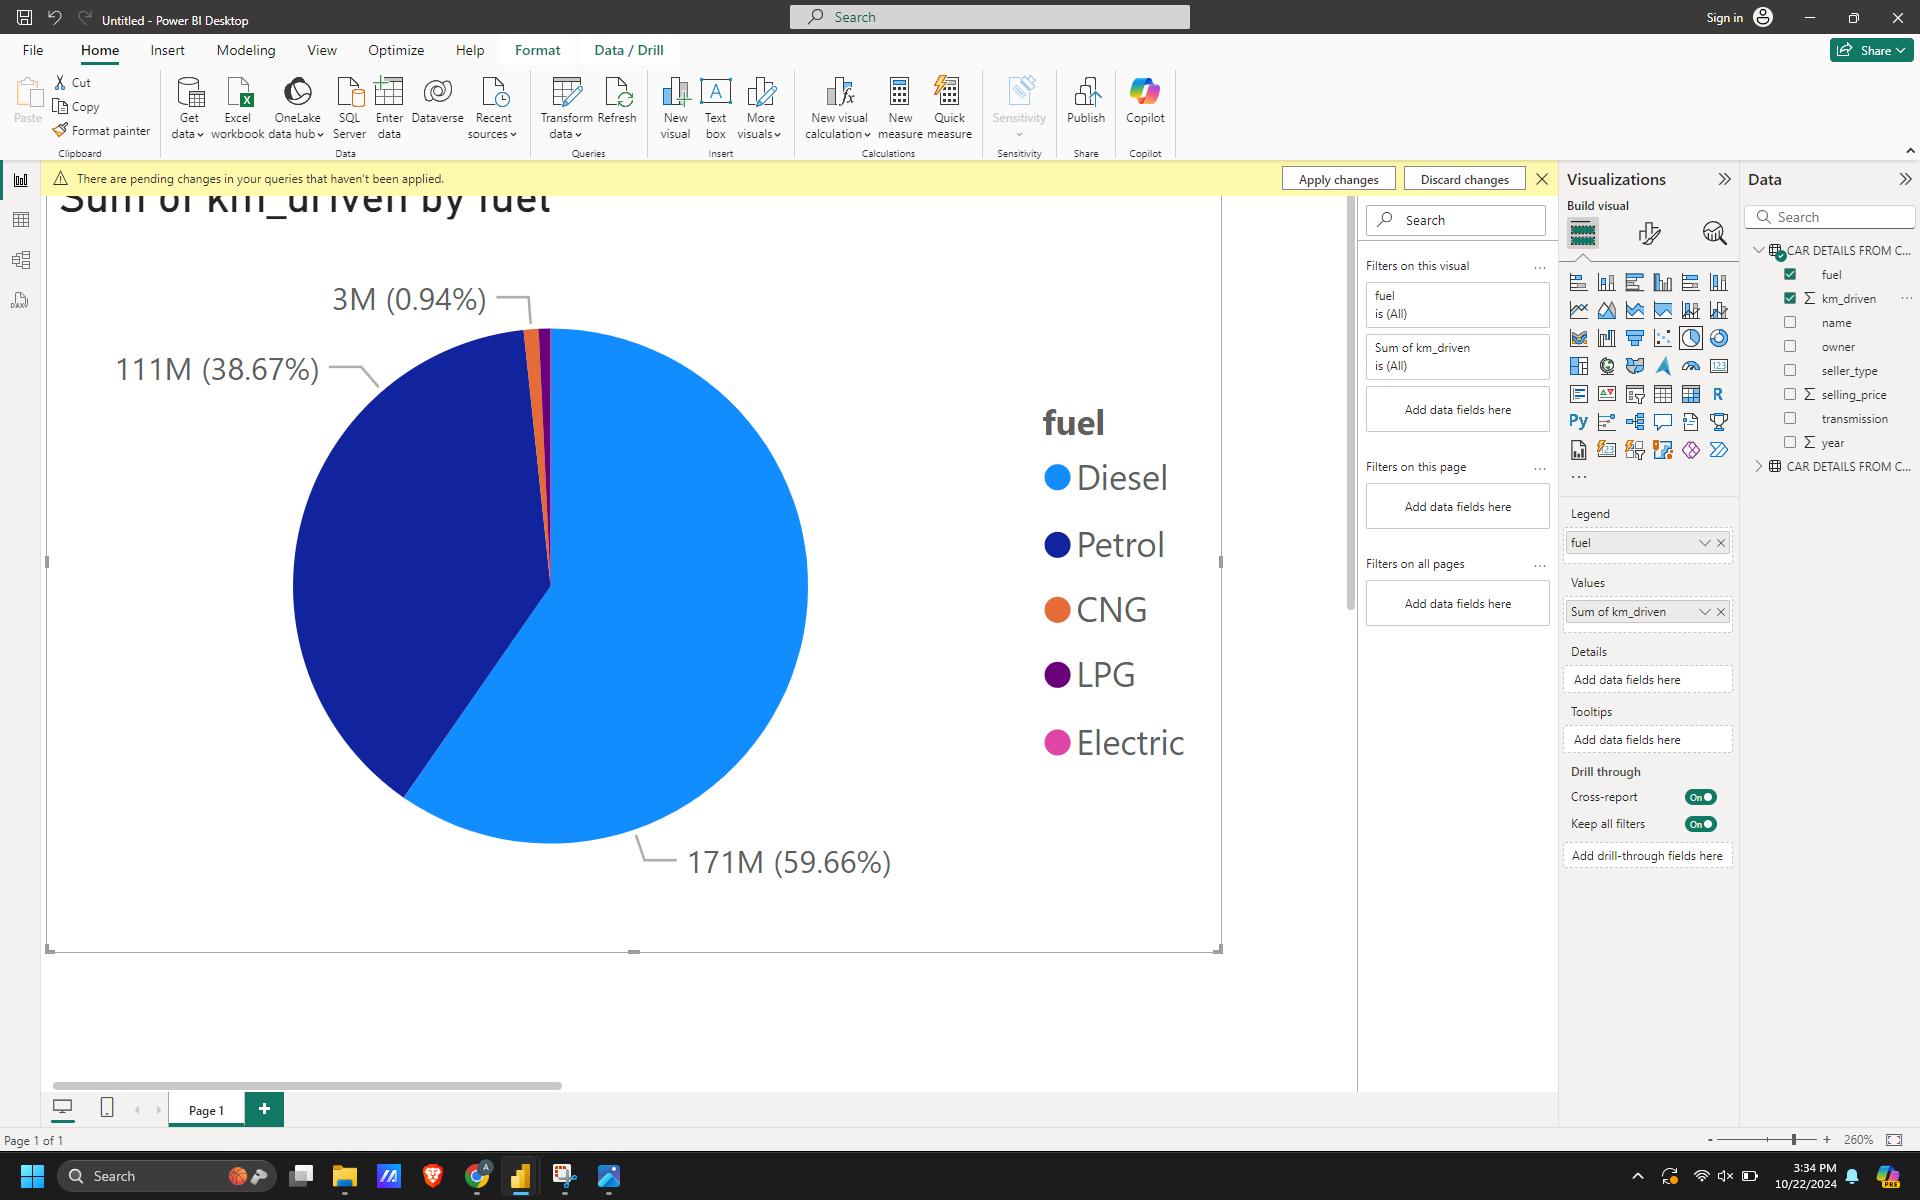 Untitled - Power BI Desktop
Search
Sign in
File
Home
Insert
Modeling
View
Optimize
Help
Format
Data / Drill
Share
Paste
Cut
Copy
Format painter
Clipboard
Get data
Excel workbook
OneLake data hub
SQL Server
Enter data
Dataverse
Recent sources
Data
Transform data
Refresh
Queries
New visual
Text box
More visuals
Insert
New visual calculation
New measure
Quick measure
Calculations
Sensitivity
Sensitivity
Publish
Share
Copilot
Copilot
There are pending changes in your queries that haven't been applied.
Apply changes
Discard changes
Sum of km_driven by fuel
3M (0.94%)
111M (38.67%)
171M (59.66%)
fuel
Diesel
Petrol
CNG
LPG
Electric
Search
Filters on this visual
...
fuel
is (All)
Sum of km_driven
is (All)
Add data fields here
Filters on this page
...
Add data fields here
Filters on all pages
...
Add data fields here
Visualizations
Build visual
123
R
Py
123
...
Legend
fuel
Values
Sum of km_driven
Details
Add data fields here
Tooltips
Add data fields here
Drill through
Cross-report
On
Keep all filters
On
Add drill-through fields here
Data
Search
CAR DETAILS FROM C...
fuel
km_driven
...
name
owner
seller_type
selling_price
transmission
year
CAR DETAILS FROM C...
DAX
Page 1
+
Page 1 of 1
- + 260%
Search
A
3:34 PM
10/22/2024
PRE